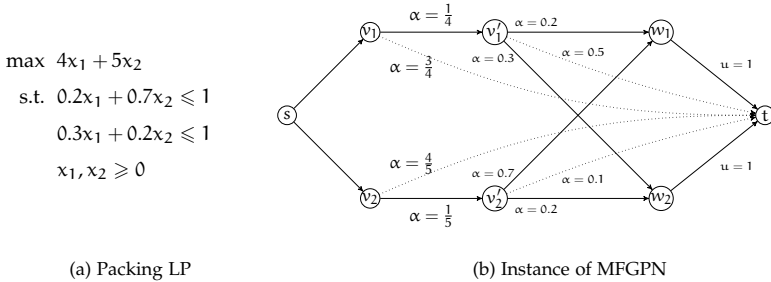 max 4x₁ + 5x₂
s.t. 0.2x₁ + 0.7x₂ ⩽ 1
0.3x₁ + 0.2x₂ ⩽ 1
x₁, x₂ ⩾ 0
(a) Packing LP
s
v₁
α = 1/4
v′₁
α = 0.2
w₁
α = 3/4
α = 0.3
α = 0.5
u = 1
t
α = 4/5
α = 0.7
α = 0.1
u = 1
v₂
α = 1/5
v′₂
α = 0.2
w₂
(b) Instance of MFGPN